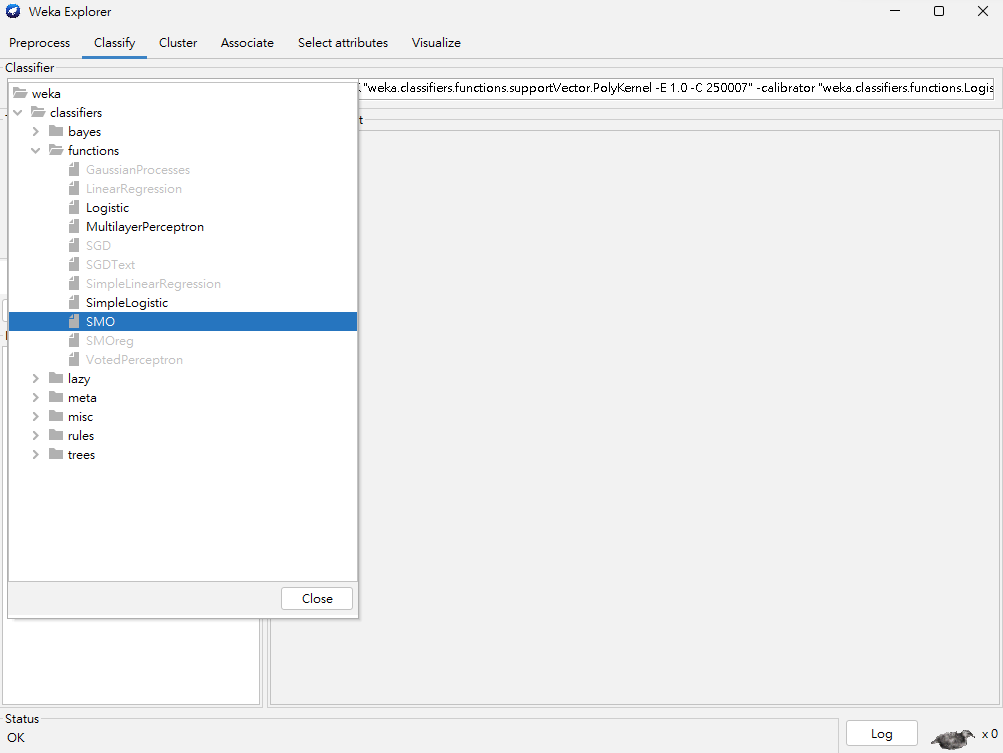 Weka Explorer
Preprocess Classify Cluster Associate Select attributes Visualize
Classifier
"weka.classifiers.functions.supportVector.PolyKernel -E 1.0 -C 250007" -calibrator "weka.classifiers.functions.Logis
weka
classifiers
bayes
functions
GaussianProcesses
LinearRegression
Logistic
MultilayerPerceptron
SGD
SGDText
SimpleLinearRegression
SimpleLogistic
SMO
SMOreg
VotedPerceptron
lazy
meta
misc
rules
trees
Close
Status
OK
Log
x 0